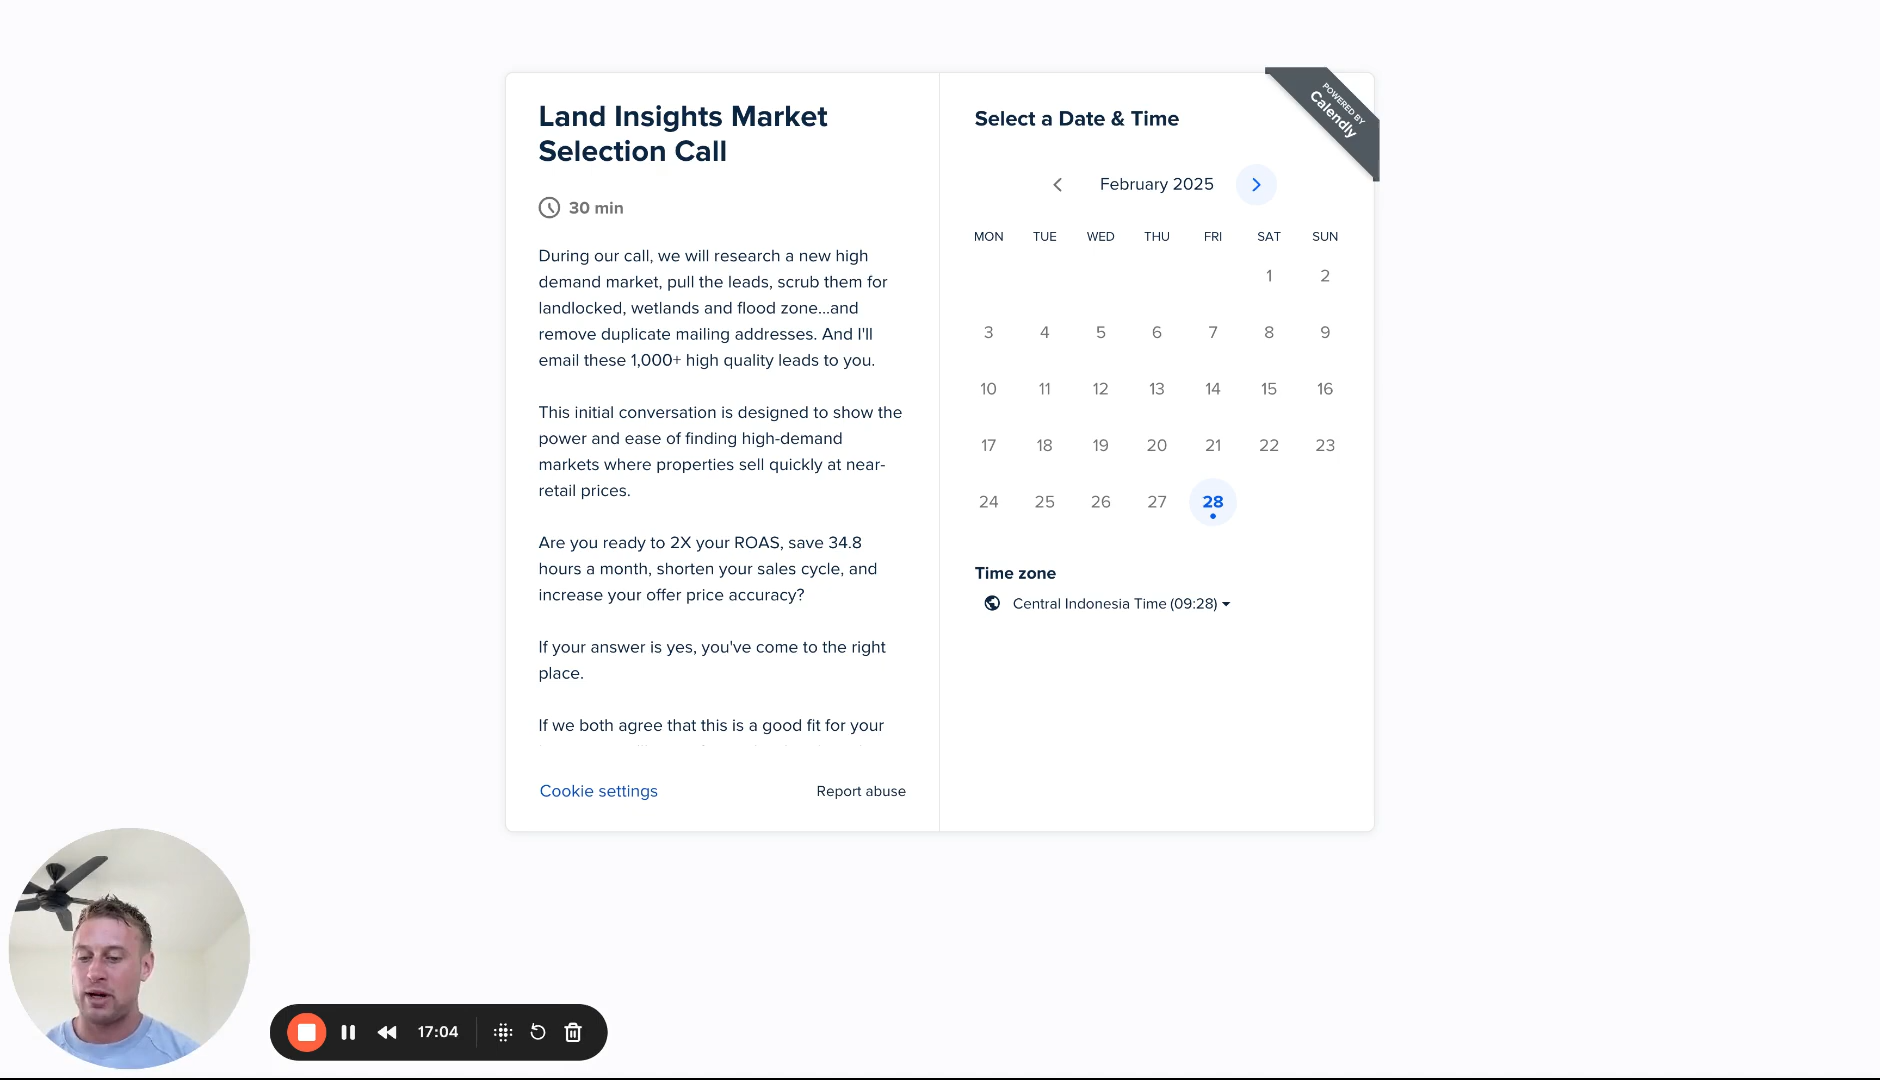 Land Insights Market
Selection Call
30 min
During our call, we will research a new high
demand market, pull the leads, scrub them for
landlocked, wetlands and flood zone...and
remove duplicate mailing addresses. And I'll
email these 1,000+ high quality leads to you.
This initial conversation is designed to show the
power and ease of finding high-demand
markets where properties sell quickly at near-
retail prices.
Are you ready to 2X your ROAS, save 34.8
hours a month, shorten your sales cycle, and
increase your offer price accuracy?
If your answer is yes, you've come to the right
place.
If we both agree that this is a good fit for your
Cookie settings
Report abuse
Select a Date & Time
POWERED BY
Calendly
February 2025
MON TUE WED THU FRI SAT SUN
1 2
3 4 5 6 7 8 9
10 11 12 13 14 15 16
17 18 19 20 21 22 23
24 25 26 27 28
Time zone
Central Indonesia Time (09:28)
17:04